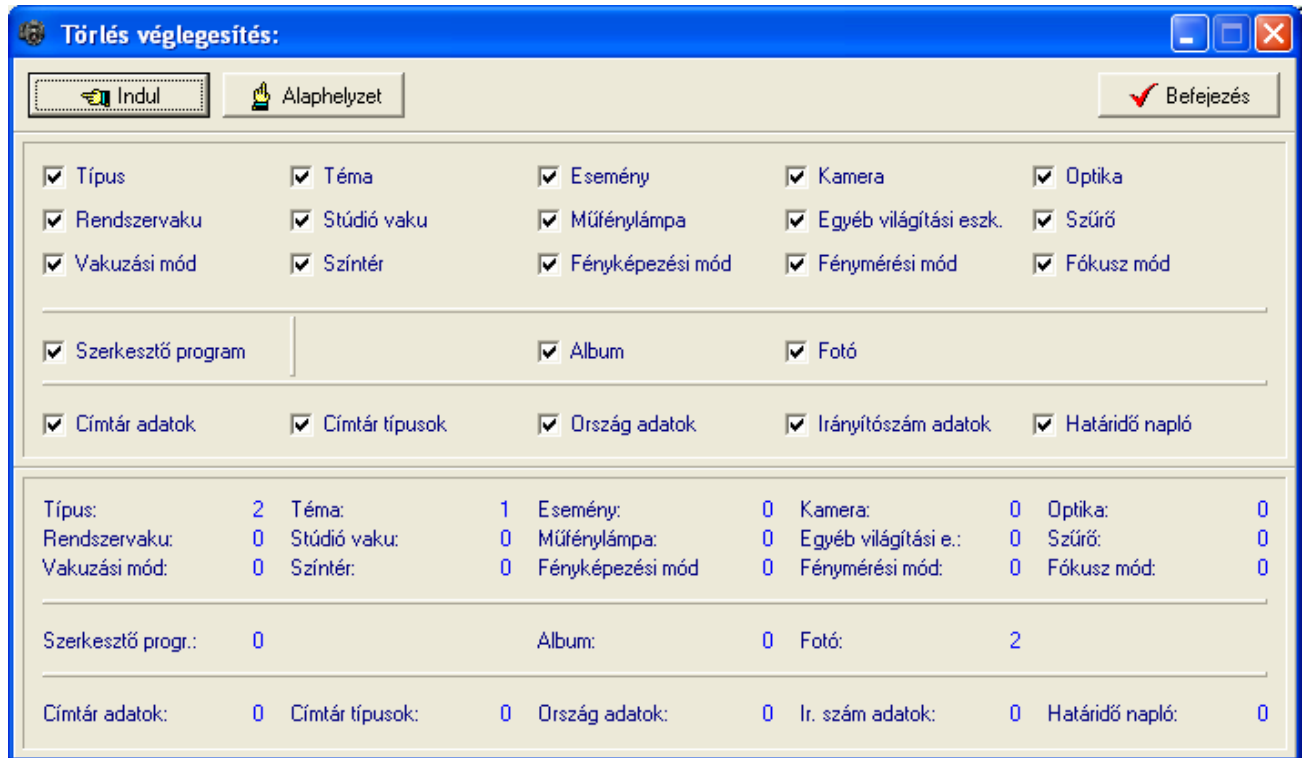 Törlés véglegesítés:
Indul Alaphelyzet Befejezés
Típus Téma Esemény Kamera Optika
Rendszervaku Stúdió vaku Műfénylámpa Egyéb világítási eszk. Szűrő
Vakuzási mód Színtér Fényképezési mód Fénymérési mód Fókusz mód
Szerkesztő program Album Fotó
Címtár adatok Címtár típusok Ország adatok Irányítószám adatok Határidő napló
Típus: 2 Téma: 1 Esemény: 0 Kamera: 0 Optika: 0
Rendszervaku: 0 Stúdió vaku: 0 Műfénylámpa: 0 Egyéb világítási e.: 0 Szűrő: 0
Vakuzási mód: 0 Színtér: 0 Fényképezési mód 0 Fénymérési mód: 0 Fókusz mód: 0
Szerkesztő progr.: 0 Album: 0 Fotó: 2
Címtár adatok: 0 Címtár típusok: 0 Ország adatok: 0 Ir. szám adatok: 0 Határidő napló: 0